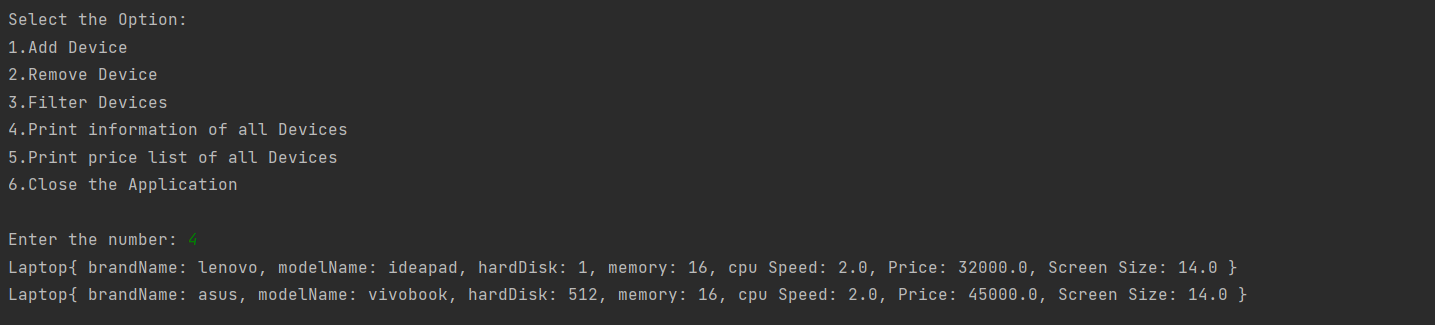 Select the Option:
1.Add Device
2.Remove Device
3.Filter Devices
4.Print information of all Devices
5.Print price list of all Devices
6.Close the Application
Enter the number: 4
Laptop{ brandName: lenovo, modelName: ideapad, hardDisk: 1, memory: 16, cpu Speed: 2.0, Price: 32000.0, Screen Size: 14.0 }
Laptop{ brandName: asus, modelName: vivobook, hardDisk: 512, memory: 16, cpu Speed: 2.0, Price: 45000.0, Screen Size: 14.0 }